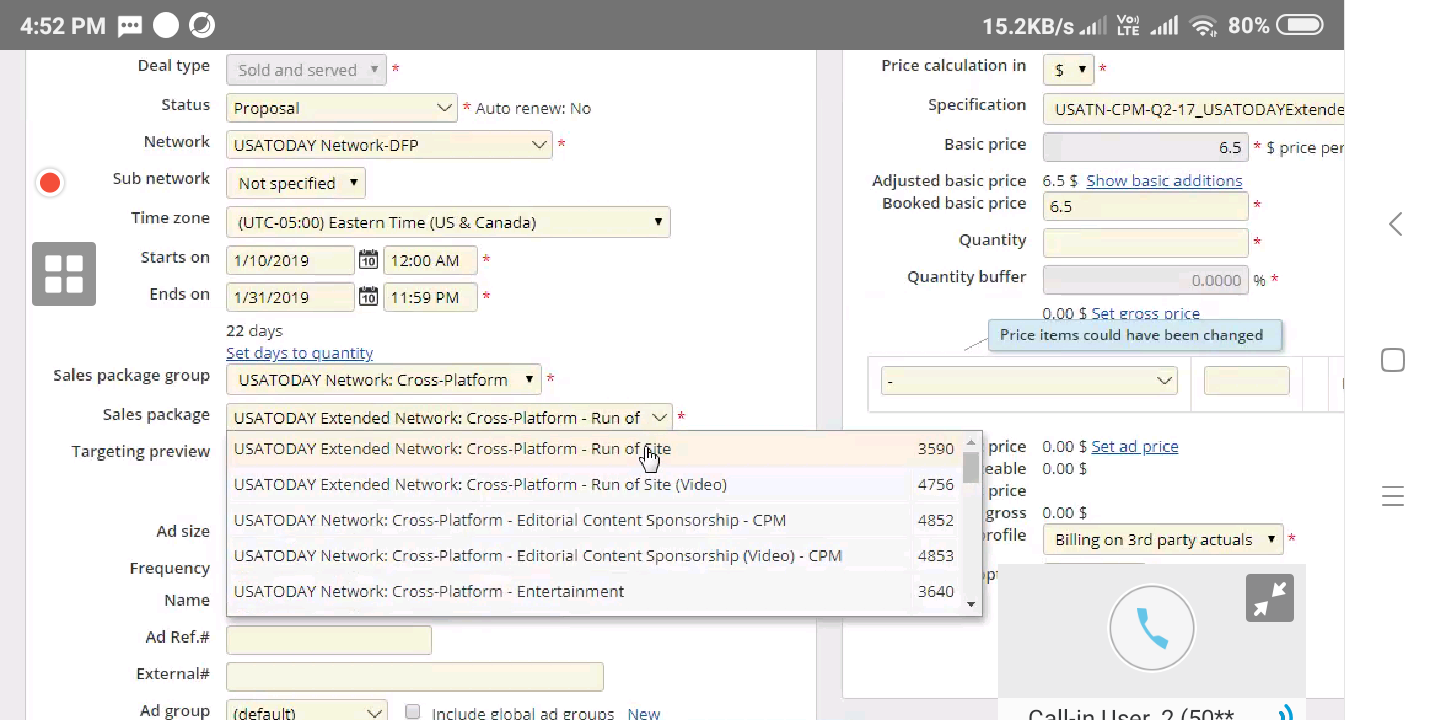 4:52 PM
15.2KB/s
Vo)
LTE
80%
Deal type
Sold and served
*
Status
Proposal
* Auto renew: No
Network
USATODAY Network-DFP
*
Sub network
Not specified
Time zone
(UTC-05:00) Eastern Time (US & Canada)
Starts on
1/10/2019
10
12:00 AM
*
Ends on
1/31/2019
10
11:59 PM
*
22 days
Set days to quantity
Sales package group
USATODAY Network: Cross-Platform
*
Sales package
USATODAY Extended Network: Cross-Platform - Run of
*
Targeting preview
USATODAY Extended Network: Cross-Platform - Run of Site 3590
USATODAY Extended Network: Cross-Platform - Run of Site (Video) 4756
USATODAY Network: Cross-Platform - Editorial Content Sponsorship - CPM 4852
USATODAY Network: Cross-Platform - Editorial Content Sponsorship (Video) - CPM 4853
USATODAY Network: Cross-Platform - Entertainment 3640
Ad size
Frequency
Name
Ad Ref.#
External#
Ad group
(default)
Include global ad groups New
Price calculation in
$
*
Specification
USATN-CPM-Q2-17_USATODAYExtende
Basic price
6.5
* $ price per
Adjusted basic price
6.5 $ Show basic additions
Booked basic price
6.5
*
Quantity
*
Quantity buffer
0.0000
% *
0.00 $ Set gross price
Price items could have been changed
-
price
0.00 $ Set ad price
eable
0.00 $
price
gross
0.00 $
profile
Billing on 3rd party actuals
*
Call-in User_2 (50**